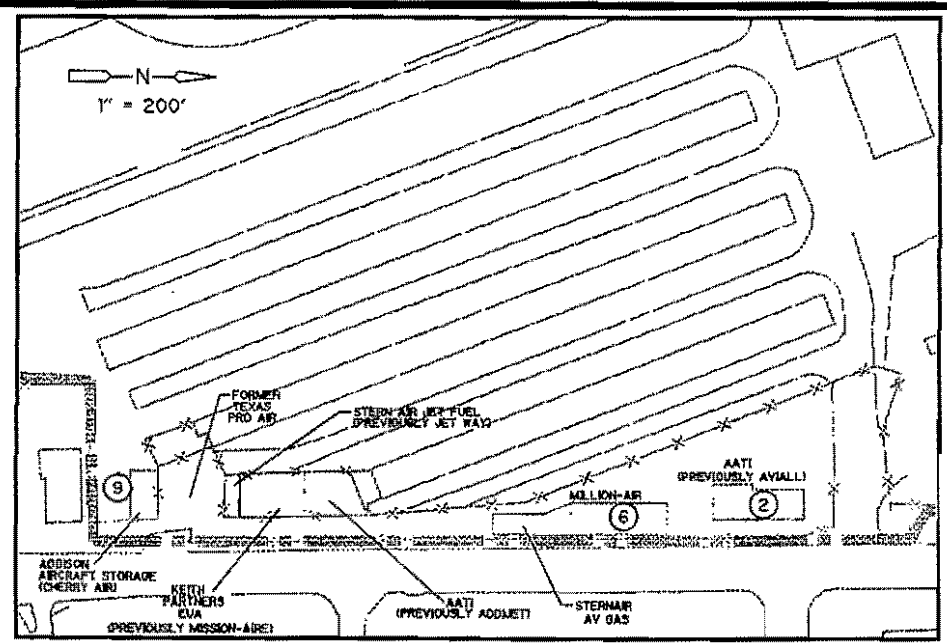 N
1" = 200'
FORMER
TEXAS
PRO AIR
STERN AIR JET FUEL
(PREVIOUSLY JET WAY)
AATI
(PREVIOUSLY AVIALL)
9
MILLION-AIR
6
2
ADDISON
AIRCRAFT STORAGE
(CHERRY AIR)
KEITH
PARTNERS
EVA
(PREVIOUSLY MISSION-AIRE)
AATI
(PREVIOUSLY ADDJET)
STERNAIR
AV GAS